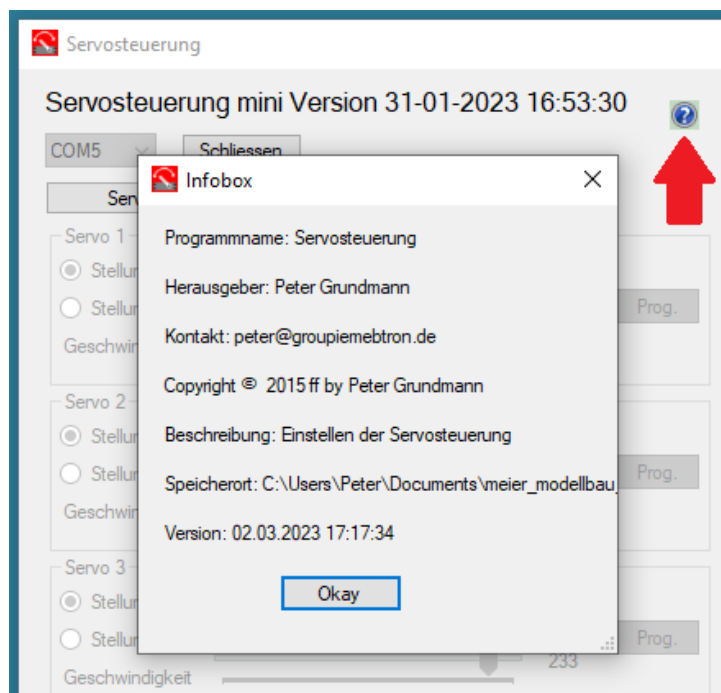 Servosteuerung
Servosteuerung mini Version 31-01-2023 16:53:30
COM5
Schliessen
Infobox
Programmname: Servosteuerung
Herausgeber: Peter Grundmann
Kontakt: peter@groupiemebtron.de
Copyright © 2015 ff by Peter Grundmann
Beschreibung: Einstellen der Servosteuerung
Speicherort: C:\Users\Peter\Documents\meier_modellbau_
Version: 02.03.2023 17:17:34
Okay
Servo 1
Prog.
Servo 2
Prog.
Servo 3
Prog.
233
Geschwindigkeit